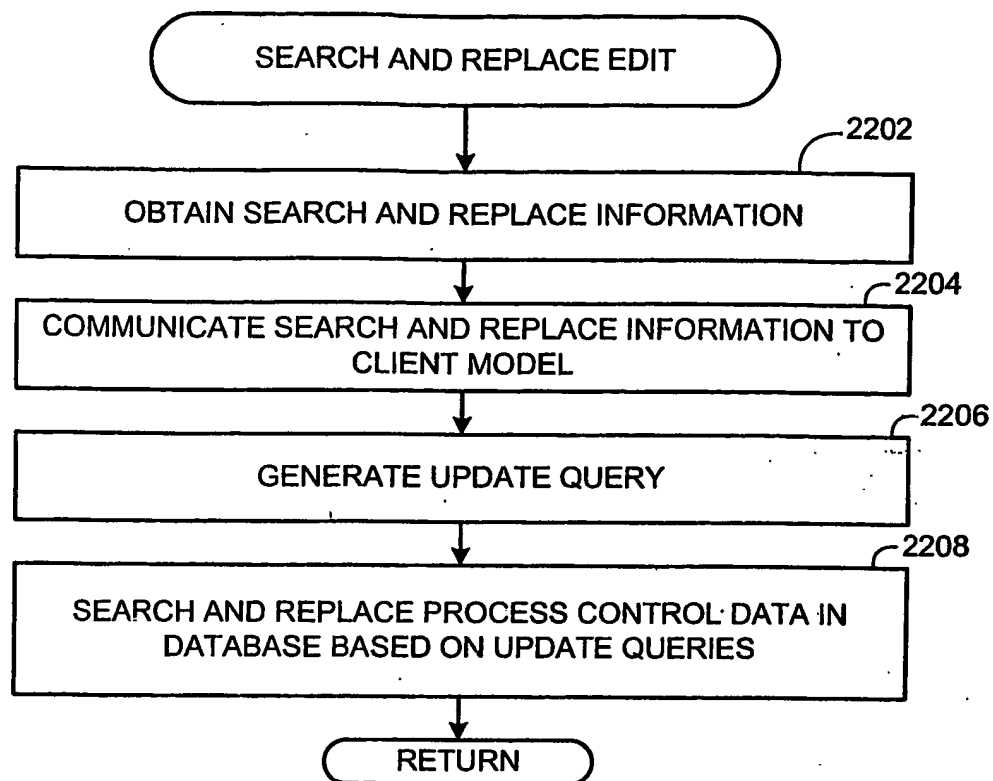 SEARCH AND REPLACE EDIT
2202
OBTAIN SEARCH AND REPLACE INFORMATION
2204
COMMUNICATE SEARCH AND REPLACE INFORMATION TO
CLIENT MODEL
2206
GENERATE UPDATE QUERY
2208
SEARCH AND REPLACE PROCESS CONTROL DATA IN
DATABASE BASED ON UPDATE QUERIES
RETURN